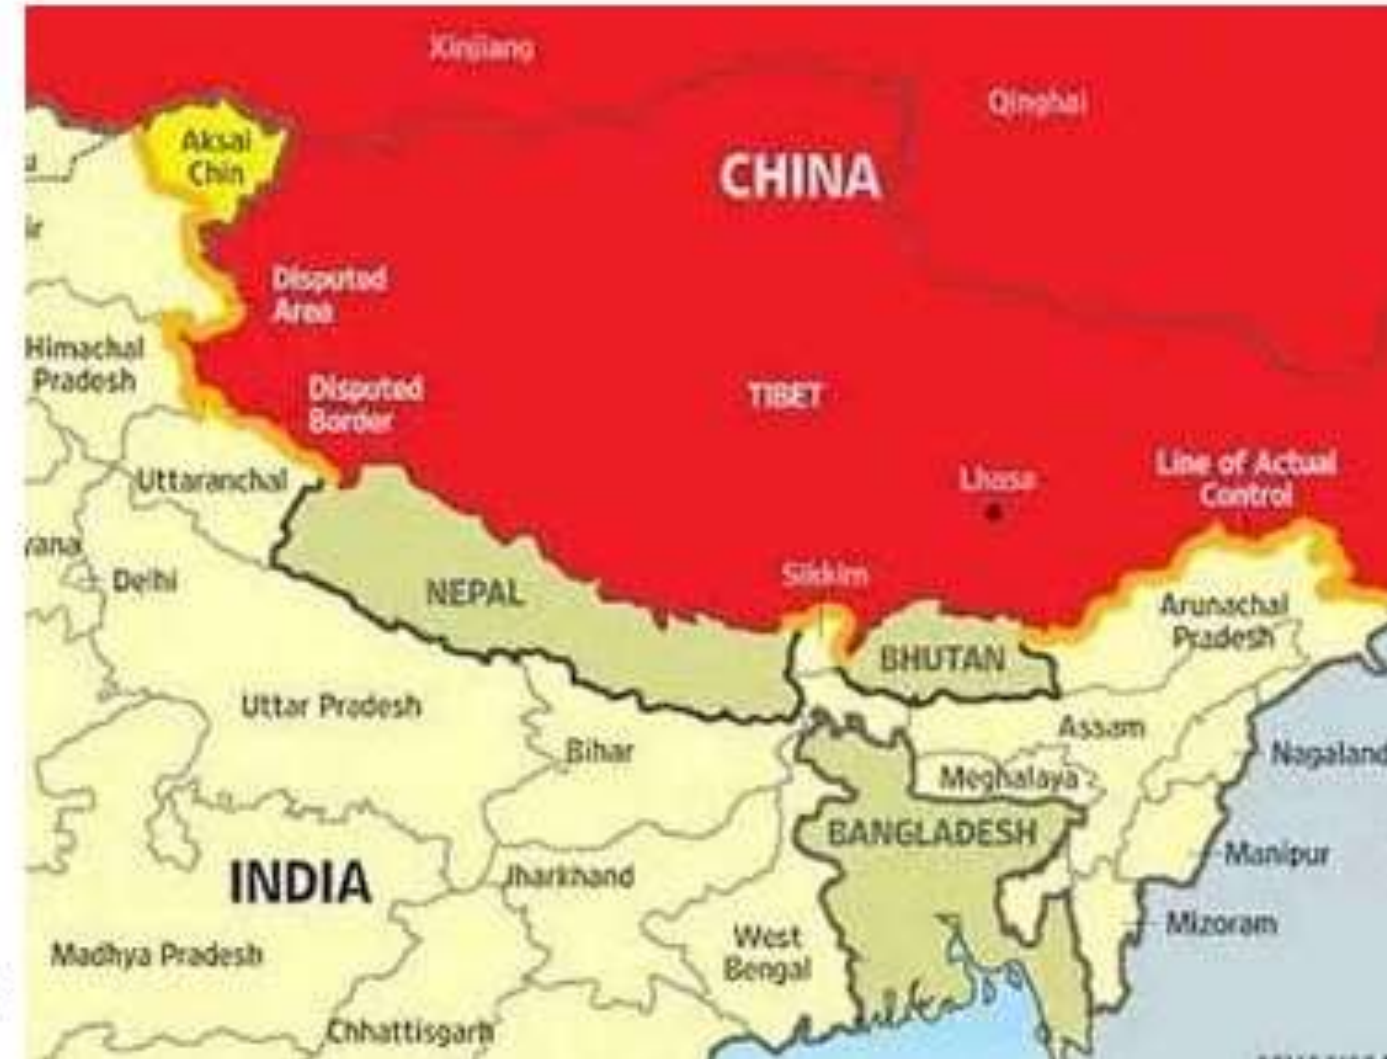 Xinjiang
Qinghai
Aksai
Chin
CHINA
ir
Disputed
Area
Himachal
Pradesh
Disputed
Border
TIBET
Lhasa
Line of Actual
Control
Uttaranchal
yana
Delhi
NEPAL
Sikkim
Arunachal
Pradesh
BHUTAN
Uttar Pradesh
Bihar
Assam
Nagaland
Meghalaya
BANGLADESH
Manipur
INDIA
Jharkhand
Mizoram
Madhya Pradesh
West
Bengal
Chhattisgarh